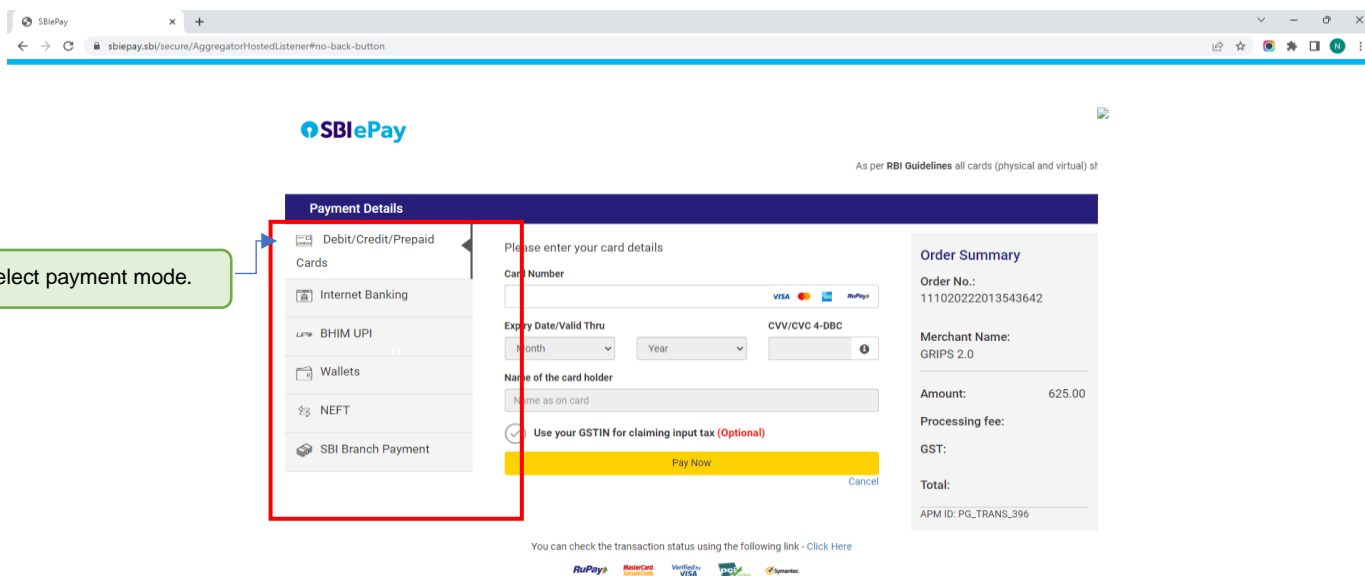 SBIePay
sbiepay.sbi/secure/AggregatorHostedListener#no-back-button
N
SBI ePay
As per RBI Guidelines all cards (physical and virtual) sh
Payment Details
elect payment mode.
Debit/Credit/Prepaid
Cards
Internet Banking
BHIM UPI
Wallets
NEFT
SBI Branch Payment
Please enter your card details
Card Number
VISA RuPay
Expiry Date/Valid Thru CVV/CVC 4-DBC
Month Year
Name of the card holder
Name as on card
Use your GSTIN for claiming input tax (Optional)
Pay Now
Cancel
Order Summary
Order No.:
111020222013543642
Merchant Name:
GRIPS 2.0
Amount: 625.00
Processing fee:
GST:
Total:
APM ID: PG_TRANS_396
You can check the transaction status using the following link - Click Here
RuPay MasterCard SecureCode. Verified by VISA pci Symantec.